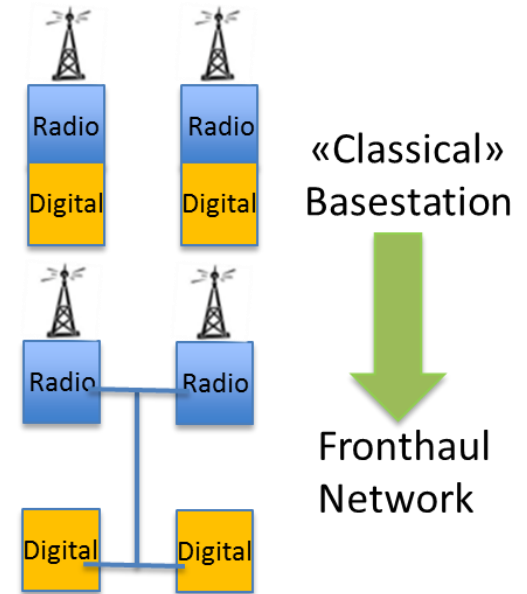 Radio
Radio
Digital
Digital
«Classical»
Basestation
Radio
Radio
Digital
Digital
Fronthaul
Network